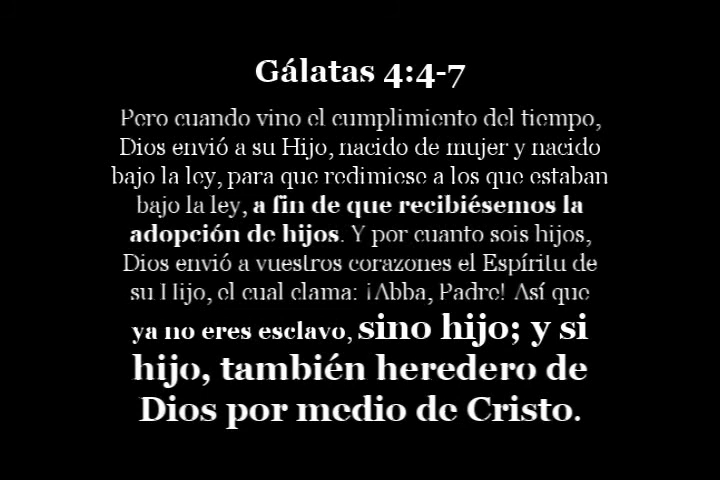 Gálatas 4:4-7
Pero cuando vino el cumplimiento del tiempo,
Dios envió a su Hijo, nacido de mujer y nacido
bajo la ley, para que redimiese a los que estaban
bajo la ley, a fin de que recibiésemos la
adopción de hijos. Y por cuanto sois hijos,
Dios envió a vuestros corazones el Espíritu de
su Hijo, el cual clama: ¡Abba, Padre! Así que
ya no eres esclavo, sino hijo; y si
hijo, también heredero de
Dios por medio de Cristo.